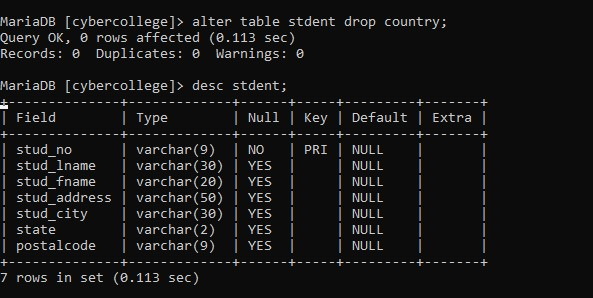 MariaDB [cybercollege]> alter table stdent drop country;
Query OK, 0 rows affected (0.113 sec)
Records: 0  Duplicates: 0  Warnings: 0

MariaDB [cybercollege]> desc stdent;
+--------------+-------------+------+-----+---------+-------+
| Field        | Type        | Null | Key | Default | Extra |
+--------------+-------------+------+-----+---------+-------+
| stud_no      | varchar(9)  | NO   | PRI | NULL    |       |
| stud_lname   | varchar(30) | YES  |     | NULL    |       |
| stud_fname   | varchar(20) | YES  |     | NULL    |       |
| stud_address | varchar(50) | YES  |     | NULL    |       |
| stud_city    | varchar(30) | YES  |     | NULL    |       |
| state        | varchar(2)  | YES  |     | NULL    |       |
| postalcode   | varchar(9)  | YES  |     | NULL    |       |
+--------------+-------------+------+-----+---------+-------+
7 rows in set (0.113 sec)